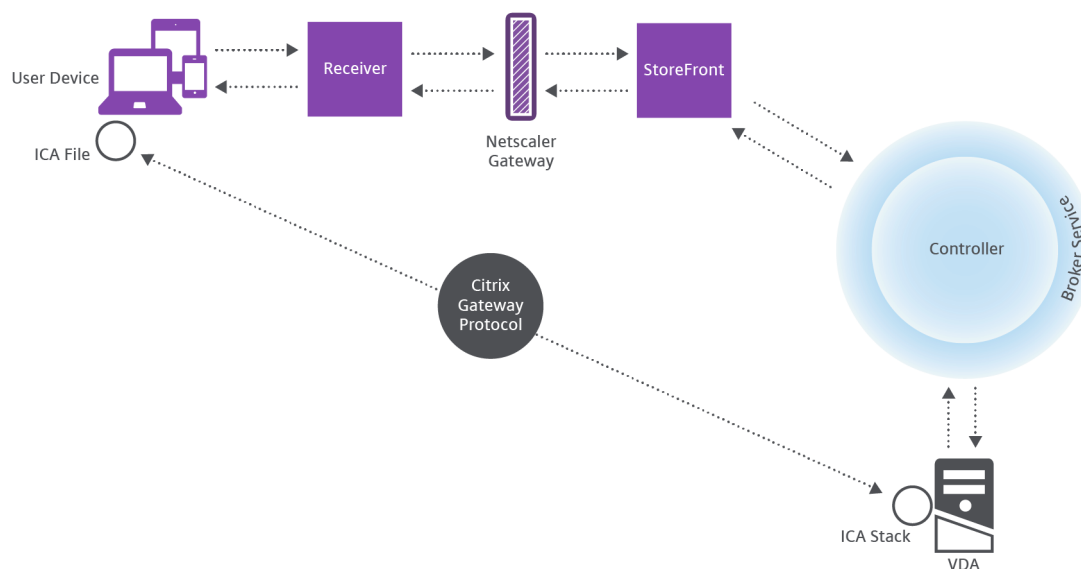 User Device
Receiver
StoreFront
ICA File
Netscaler
Gateway
Controller
Broker Service
Citrix
Gateway
Protocol
ICA Stack
VDA